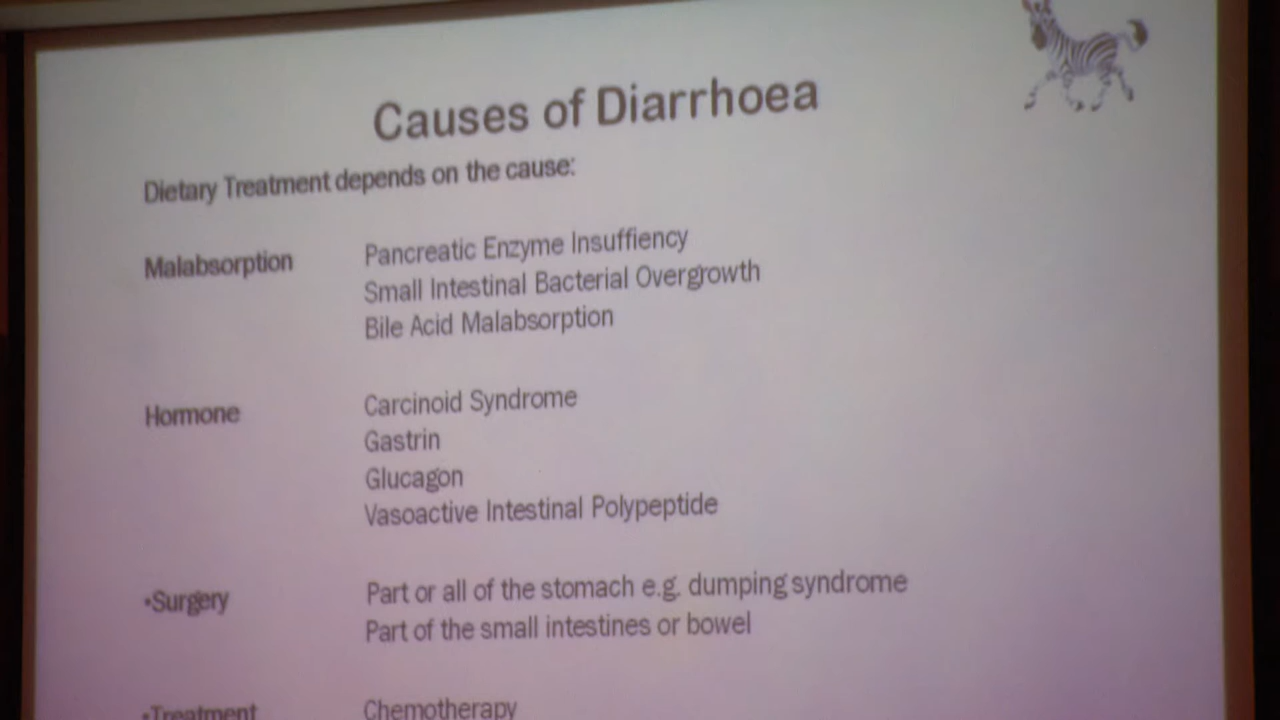 Causes of Diarrhoea
Dietary Treatment depends on the cause:
Malabsorption Pancreatic Enzyme Insuffiency
Small Intestinal Bacterial Overgrowth
Bile Acid Malabsorption
Hormone Carcinoid Syndrome
Gastrin
Glucagon
Vasoactive Intestinal Polypeptide
•Surgery Part or all of the stomach e.g. dumping syndrome
Part of the small intestines or bowel
•Treatment Chemotherapy